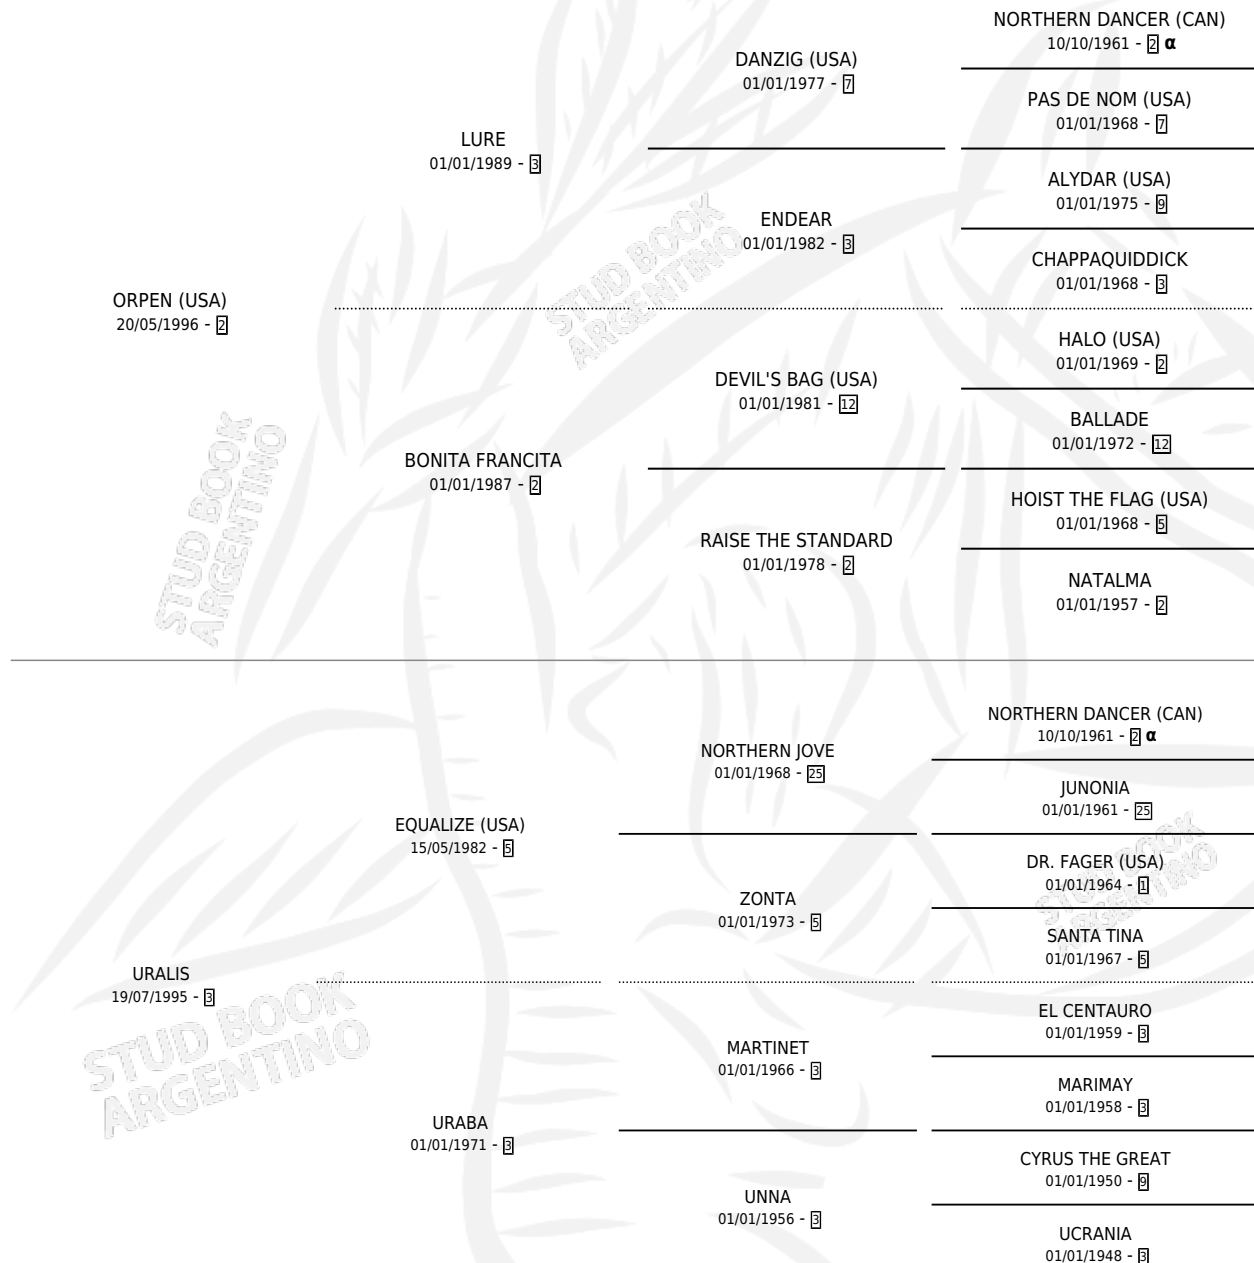 NORTHERN DANCER (CAN)
10/10/1961 - 2 α
DANZIG (USA)
01/01/1977 - 7
PAS DE NOM (USA)
01/01/1968 - 7
LURE
01/01/1989 - 3
ALYDAR (USA)
01/01/1975 - 9
ENDEAR
01/01/1982 - 3
CHAPPAQUIDDICK
01/01/1968 - 3
STUD BOOK
ARGENTINO
ORPEN (USA)
20/05/1996 - 2
HALO (USA)
01/01/1969 - 2
DEVIL'S BAG (USA)
01/01/1981 - 12
BALLADE
01/01/1972 - 12
BONITA FRANCITA
01/01/1987 - 2
HOIST THE FLAG (USA)
01/01/1968 - 5
RAISE THE STANDARD
01/01/1978 - 2
NATALMA
01/01/1957 - 2
STUD BOOK
ARGENTINO
NORTHERN DANCER (CAN)
10/10/1961 - 2 α
NORTHERN JOVE
01/01/1968 - 25
JUNONIA
01/01/1961 - 25
EQUALIZE (USA)
15/05/1982 - 5
DR. FAGER (USA)
01/01/1964 - 1
ZONTA
01/01/1973 - 5
SANTA TINA
01/01/1967 - 5
STUD BOOK
ARGENTINO
URALIS
19/07/1995 - 3
EL CENTAURO
01/01/1959 - 3
MARTINET
01/01/1966 - 3
MARIMAY
01/01/1958 - 3
URABA
01/01/1971 - 3
CYRUS THE GREAT
01/01/1950 - 9
UNNA
01/01/1956 - 3
UCRANIA
01/01/1948 - 3
STUD BOOK
ARGENTINO